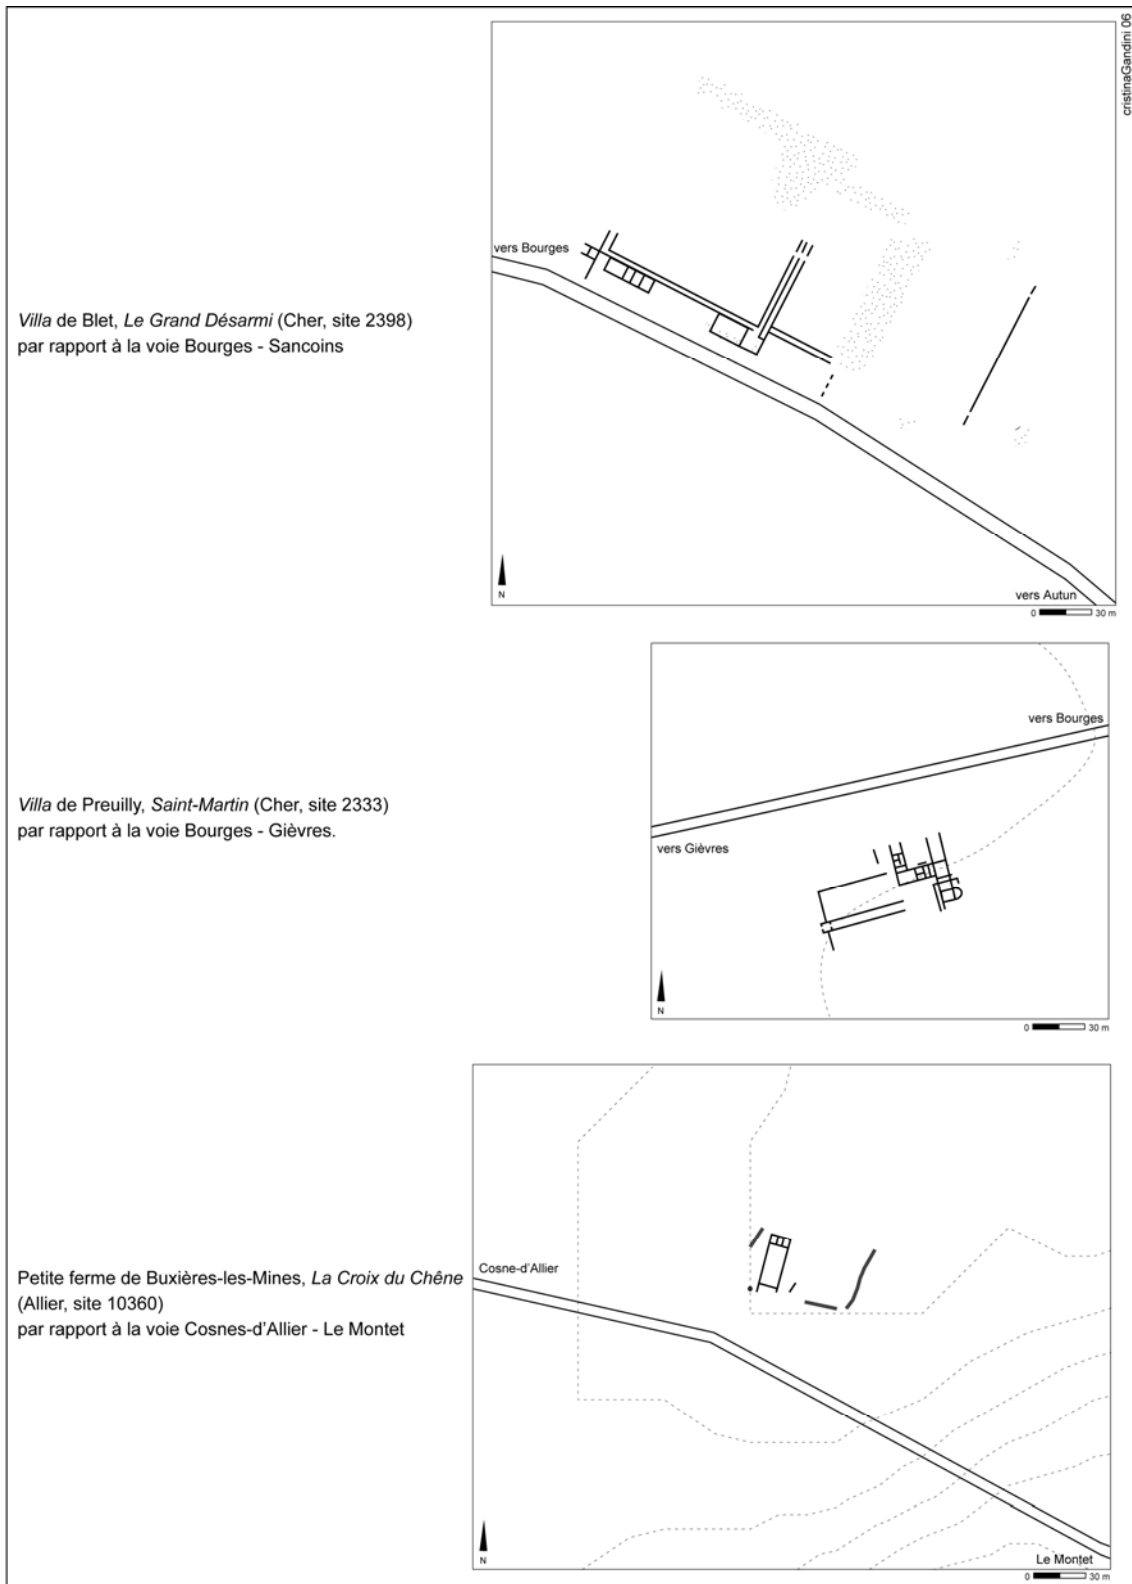 cristinaGandini 06
vers Bourges
Villa de Blet, Le Grand Désarmi (Cher, site 2398)
par rapport à la voie Bourges - Sancoins
N
vers Autun
0 30 m
vers Bourges
Villa de Preuilly, Saint-Martin (Cher, site 2333)
par rapport à la voie Bourges - Gièvres.
vers Gièvres
N
0 30 m
Cosne-d'Allier
Petite ferme de Buxières-les-Mines, La Croix du Chêne
(Allier, site 10360)
par rapport à la voie Cosnes-d'Allier - Le Montet
N
Le Montet
0 30 m